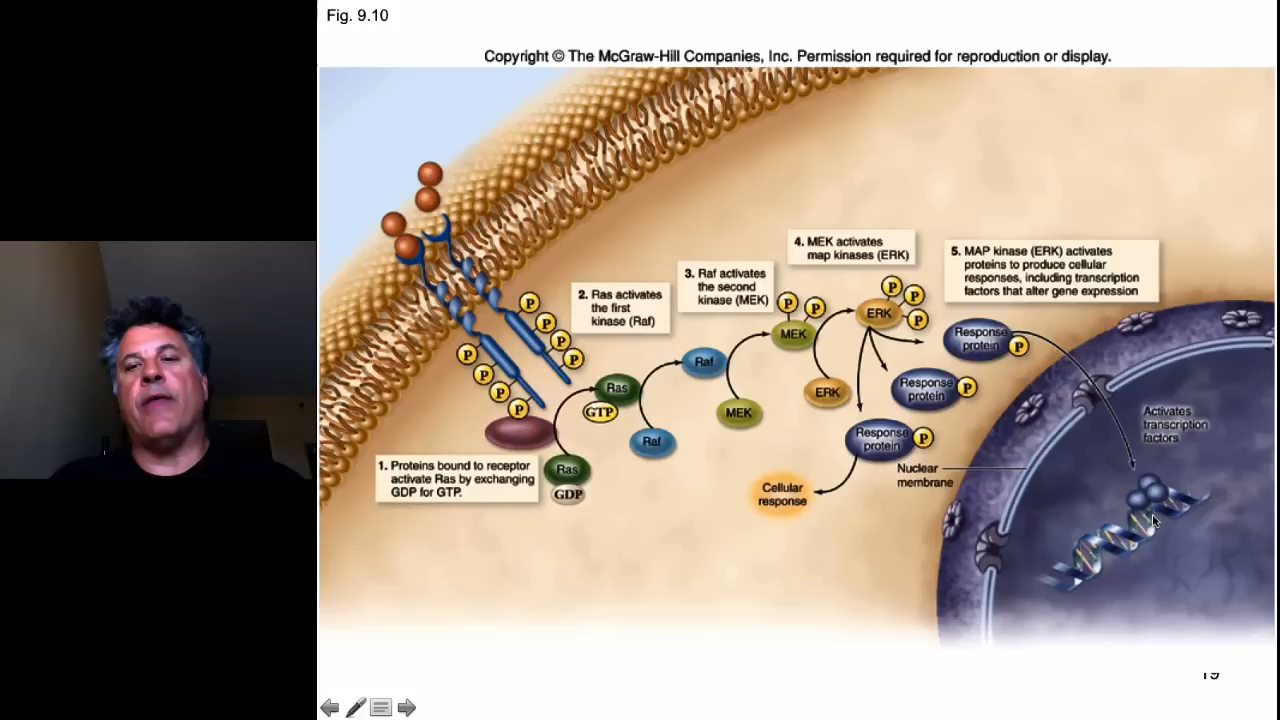 Fig. 9.10
Copyright © The McGraw-Hill Companies, Inc. Permission required for reproduction or display.
P
P
P
P
P
P
P
P
1. Proteins bound to receptor
activate Ras by exchanging
GDP for GTP.
Ras
GDP
Ras
GTP
2. Ras activates
the first
kinase (Raf)
Raf
Raf
3. Raf activates
the second
kinase (MEK)
MEK
P
P
MEK
4. MEK activates
map kinases (ERK)
ERK
P
P
P
ERK
5. MAP kinase (ERK) activates
proteins to produce cellular
responses, including transcription
factors that alter gene expression
Response
protein
P
Response
protein
P
Response
protein
P
Cellular
response
Nuclear
membrane
Activates
transcription
factors
19